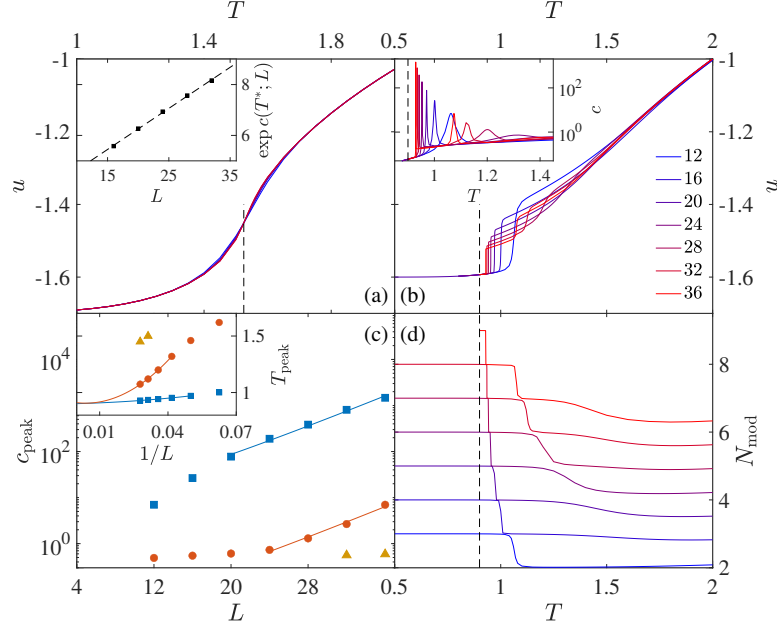 T
T
1
1.4
1.8
0.5
1
1.5
2
-1
-1.2
-1.4
-1.6
u
exp c(T*; L)
8
6
15
25
35
L
(a)
-1
-1.2
-1.4
-1.6
u
10²
10⁰
c
1
1.2
1.4
T
12
16
20
24
28
32
36
(b)
(c)
10⁴
10²
10⁰
c_peak
1.5
1
T_peak
0.01
0.04
0.07
1/L
4
12
20
28
L
(d)
8
6
4
2
N_mod
0.5
1
1.5
2
T